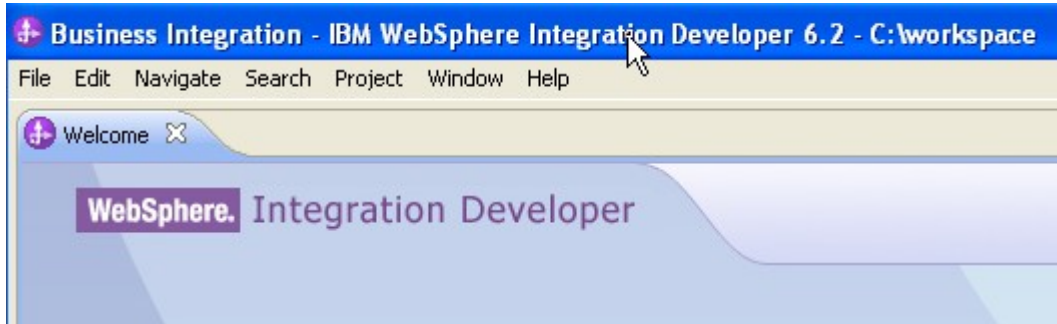 Business Integration - IBM WebSphere Integration Developer 6.2 - C:\workspace
File Edit Navigate Search Project Window Help
Welcome
WebSphere. Integration Developer